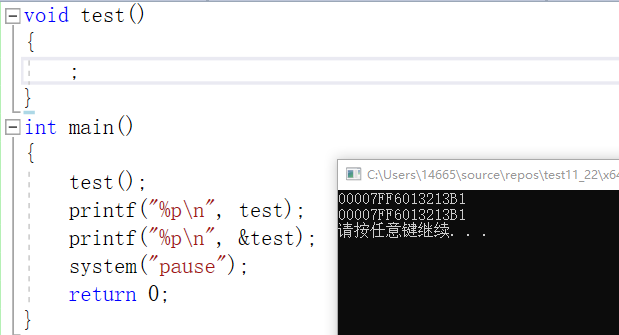 void test()
{
;
}
int main()
{
test();
printf("%p\n", test);
printf("%p\n", &test);
system("pause");
return 0;
}
C:\Users\14665\source\repos\test11_22\x64
00007FF6013213B1
00007FF6013213B1
请按任意键继续. . .